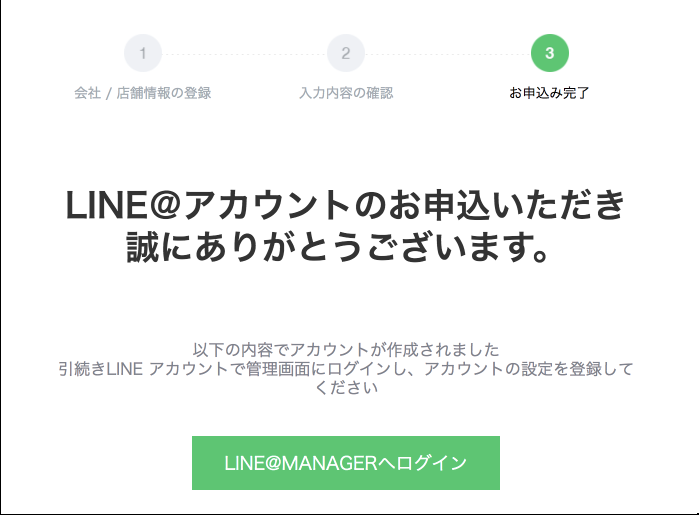 1
2
3
会社 / 店舗情報の登録
入力内容の確認
お申込み完了
LINE@アカウントのお申込いただき
誠にありがとうございます。
以下の内容でアカウントが作成されました
引続きLINE アカウントで管理画面にログインし、アカウントの設定を登録して
ください
LINE@MANAGERへログイン